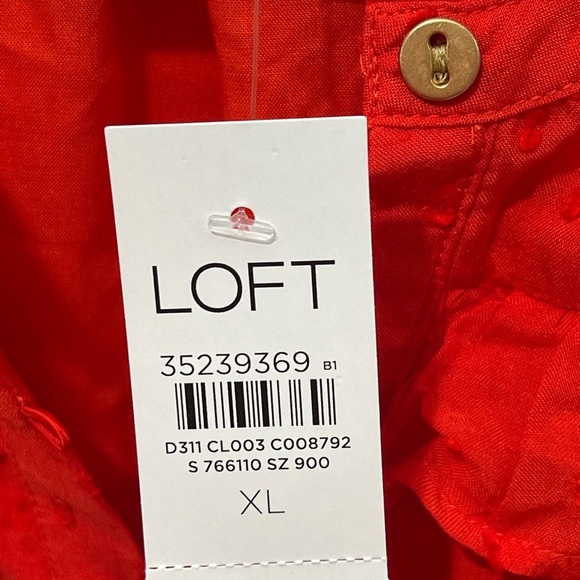 LOFT
35239369 B1
D311 CL003 C008792
S 766110 SZ 900
XL